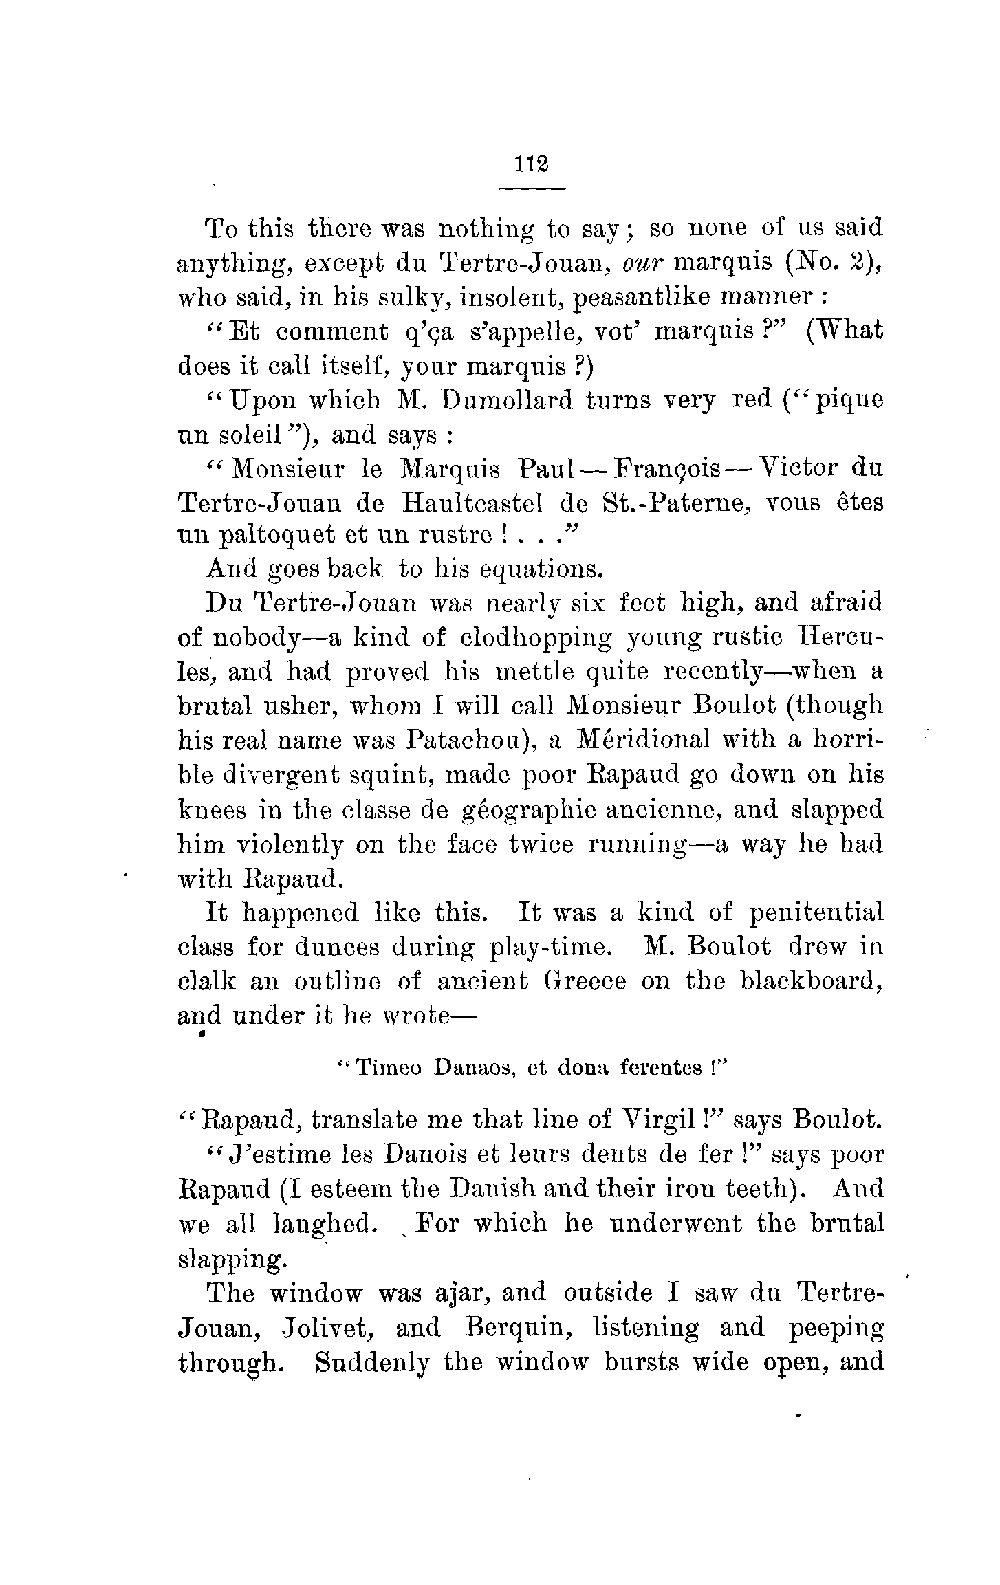 112
To this there was nothing to say; so none of us said
anything, except du Tertre-Jouan, our marquis (No. 2),
who said, in his sulky, insolent, peasantlike manner :
“Et comment q’ça s’appelle, vot’ marquis ?” (What
does it call itself, your marquis ?)
“Upon which M. Dumollard turns very red (“pique
un soleil”), and says :
“Monsieur le Marquis Paul—François—Victor du
Tertre-Jouan de Haultcastel de St.-Paterne, vous êtes
un paltoquet et un rustre ! . . .”
And goes back to his equations.
Du Tertre-Jouan was nearly six feet high, and afraid
of nobody—a kind of clodhopping young rustic Hercu-
les, and had proved his mettle quite recently—when a
brutal usher, whom I will call Monsieur Boulot (though
his real name was Patachou), a Méridional with a horri-
ble divergent squint, made poor Rapaud go down on his
knees in the classe de géographie ancienne, and slapped
him violently on the face twice running—a way he had
with Rapaud.
It happened like this. It was a kind of penitential
class for dunces during play-time. M. Boulot drew in
clalk an outline of ancient Greece on the blackboard,
and under it he wrote—
“Timeo Danaos, et dona ferentes !”
“Rapaud, translate me that line of Virgil !” says Boulot.
“J’estime les Danois et leurs dents de fer !” says poor
Rapaud (I esteem the Danish and their iron teeth). And
we all laughed. For which he underwent the brutal
slapping.
The window was ajar, and outside I saw du Tertre-
Jouan, Jolivet, and Berquin, listening and peeping
through. Suddenly the window bursts wide open, and